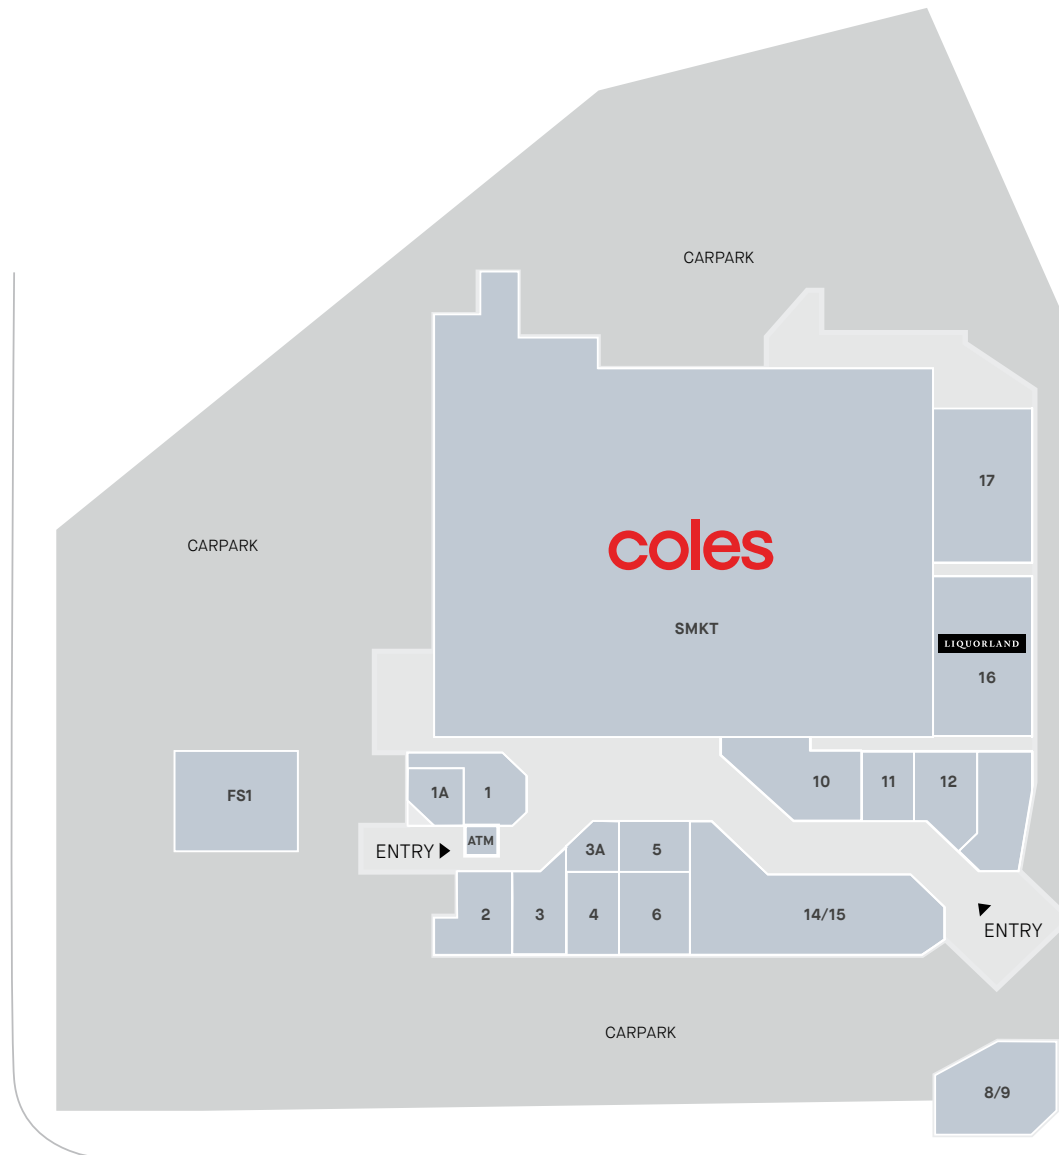 CARPARK
17
CARPARK
coles
SMKT
LIQUORLAND
16
FS1
1A
1
10
11
12
ATM
ENTRY
3A
5
2
3
4
6
14/15
ENTRY
CARPARK
8/9